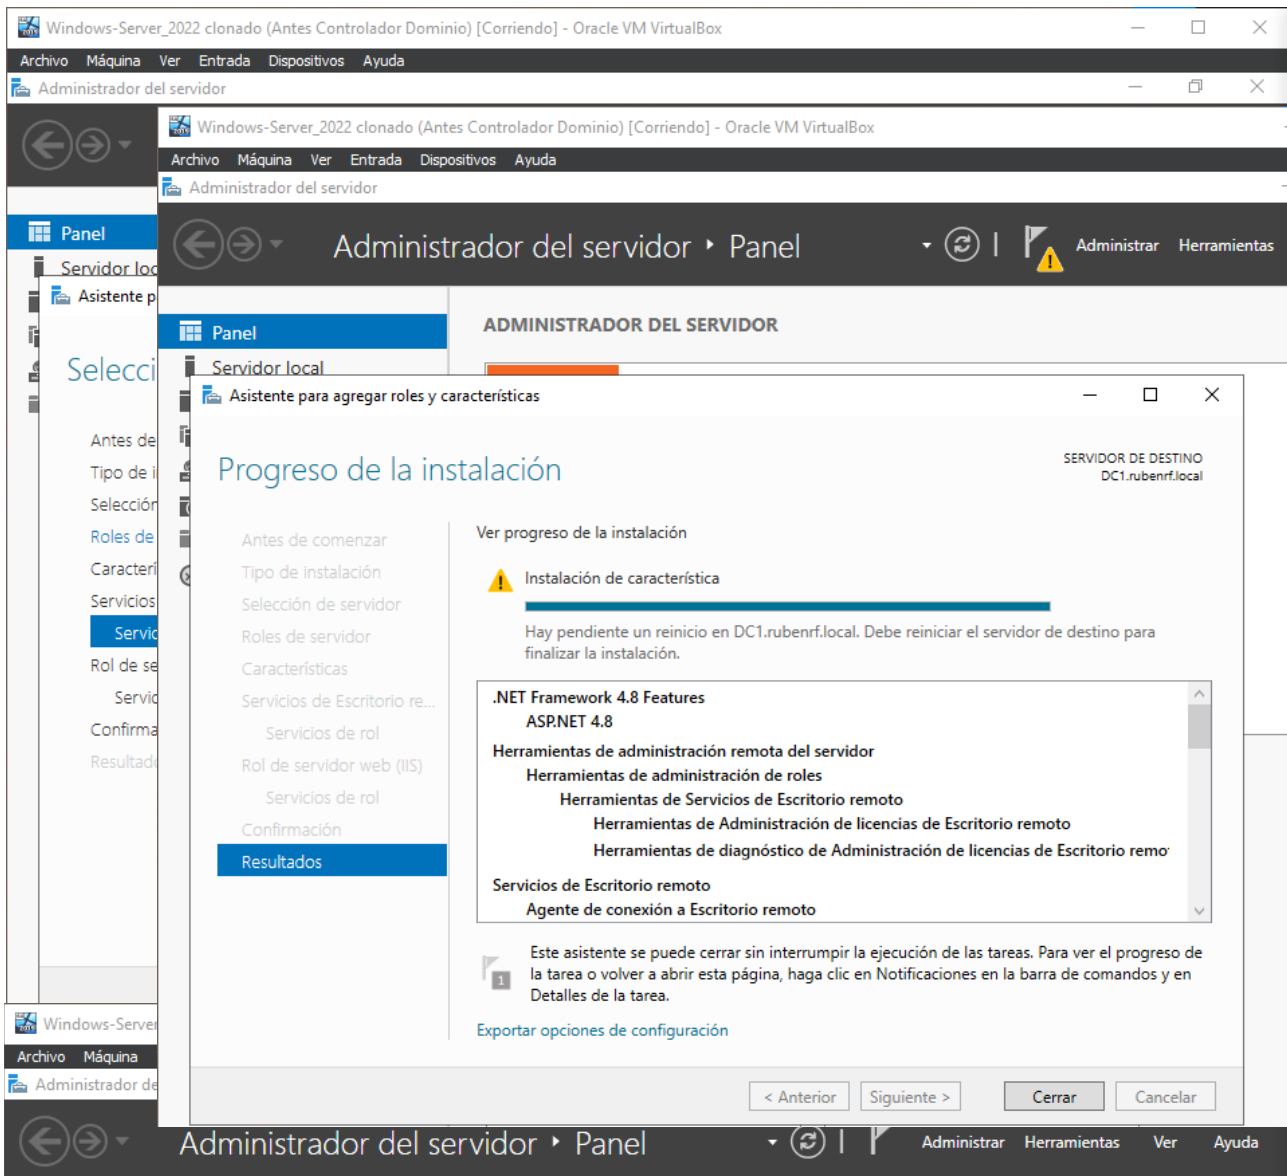 Windows-Server_2022 clonado (Antes Controlador Dominio) [Corriendo] - Oracle VM VirtualBox
Archivo Máquina Ver Entrada Dispositivos Ayuda
Administrador del servidor
Windows-Server_2022 clonado (Antes Controlador Dominio) [Corriendo] - Oracle VM VirtualBox
Archivo Máquina Ver Entrada Dispositivos Ayuda
Administrador del servidor
Panel
Servidor loc
Administrador del servidor Panel
Administrar Herramientas
Asistente p
Selecci
Antes de
Tipo de i
Selección
Roles de
Caracterí
Servicios
Servic
Rol de se
Servic
Confirma
Resultad
Panel
Servidor local
ADMINISTRADOR DEL SERVIDOR
Asistente para agregar roles y características
Progreso de la instalación
SERVIDOR DE DESTINO
DC1.rubenrf.local
Antes de comenzar
Tipo de instalación
Selección de servidor
Roles de servidor
Características
Servicios de Escritorio re...
Servicios de rol
Rol de servidor web (IIS)
Servicios de rol
Confirmación
Resultados
Ver progreso de la instalación
Instalación de característica
Hay pendiente un reinicio en DC1.rubenrf.local. Debe reiniciar el servidor de destino para
finalizar la instalación.
.NET Framework 4.8 Features
ASP.NET 4.8
Herramientas de administración remota del servidor
Herramientas de administración de roles
Herramientas de Servicios de Escritorio remoto
Herramientas de Administración de licencias de Escritorio remoto
Herramientas de diagnóstico de Administración de licencias de Escritorio remo
Servicios de Escritorio remoto
Agente de conexión a Escritorio remoto
1
Este asistente se puede cerrar sin interrumpir la ejecución de las tareas. Para ver el progreso de
la tarea o volver a abrir esta página, haga clic en Notificaciones en la barra de comandos y en
Detalles de la tarea.
Exportar opciones de configuración
< Anterior Siguiente > Cerrar Cancelar
Windows-Server
Archivo Máquina
Administrador de
Administrador del servidor Panel
Administrar Herramientas Ver Ayuda